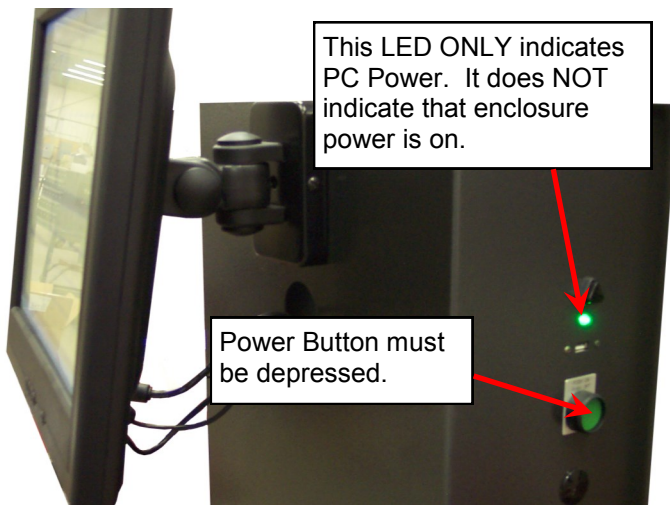 This LED ONLY indicates
PC Power. It does NOT
indicate that enclosure
power is on.
Power Button must
be depressed.